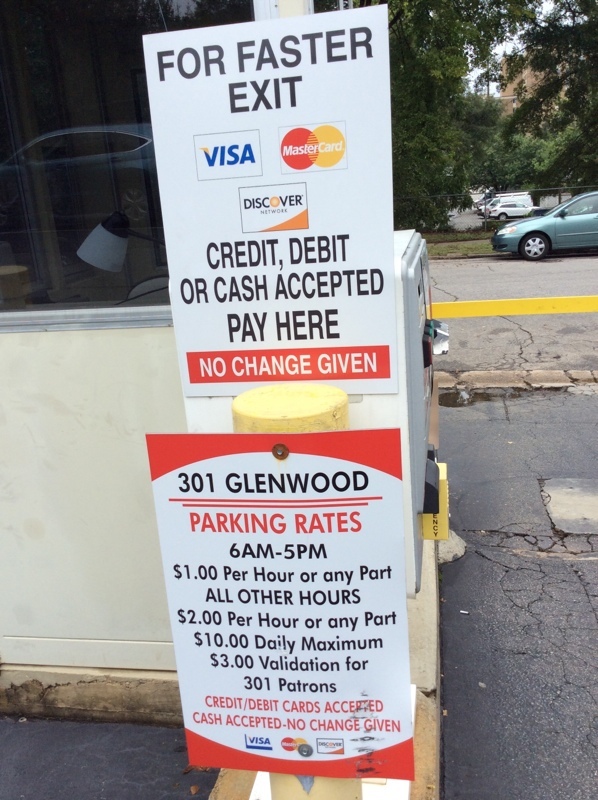 FOR FASTER
EXIT
VISA
MasterCard
DISCOVER
NETWORK
CREDIT, DEBIT
OR CASH ACCEPTED
PAY HERE
NO CHANGE GIVEN
301 GLENWOOD
PARKING RATES
6AM-5PM
$1.00 Per Hour or any Part
ALL OTHER HOURS
$2.00 Per Hour or any Part
$10.00 Daily Maximum
$3.00 Validation for
301 Patrons
CREDIT/DEBIT CARDS ACCEPTED
CASH ACCEPTED-NO CHANGE GIVEN
VISA DISCOVER